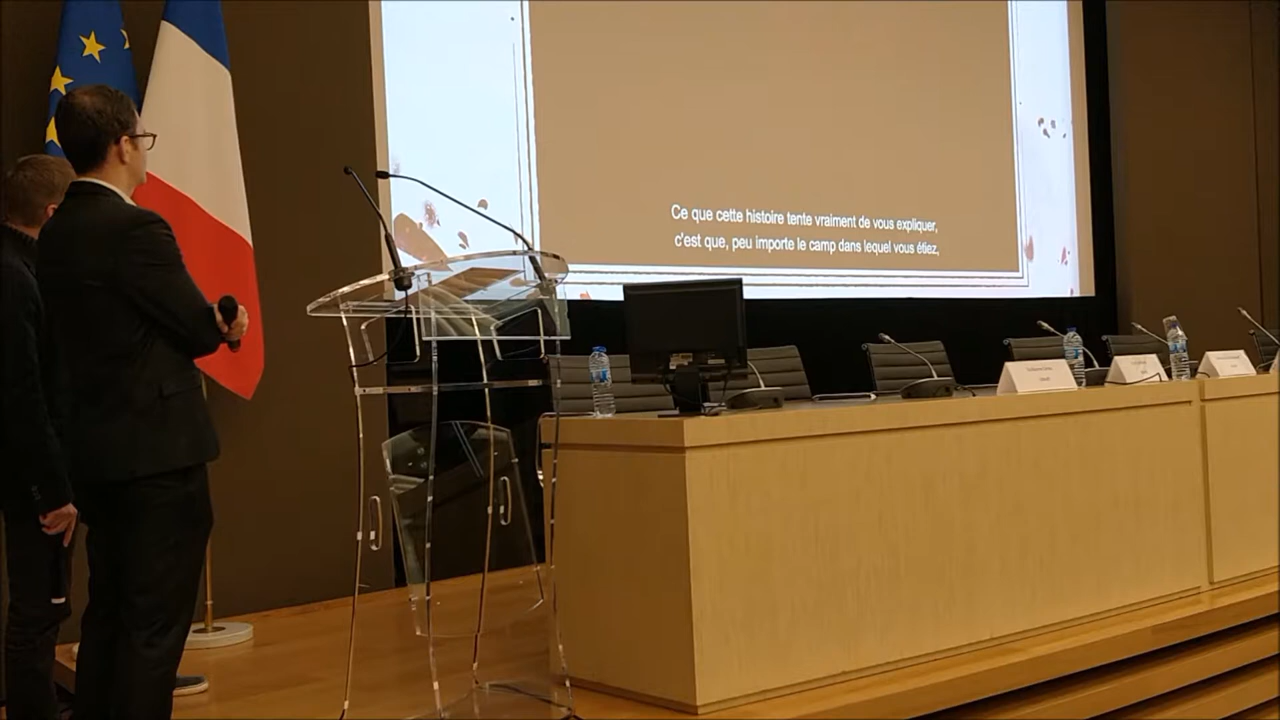 Ce que cette histoire tente vraiment de vous expliquer,
c'est que, peu importe le camp dans lequel vous étiez,